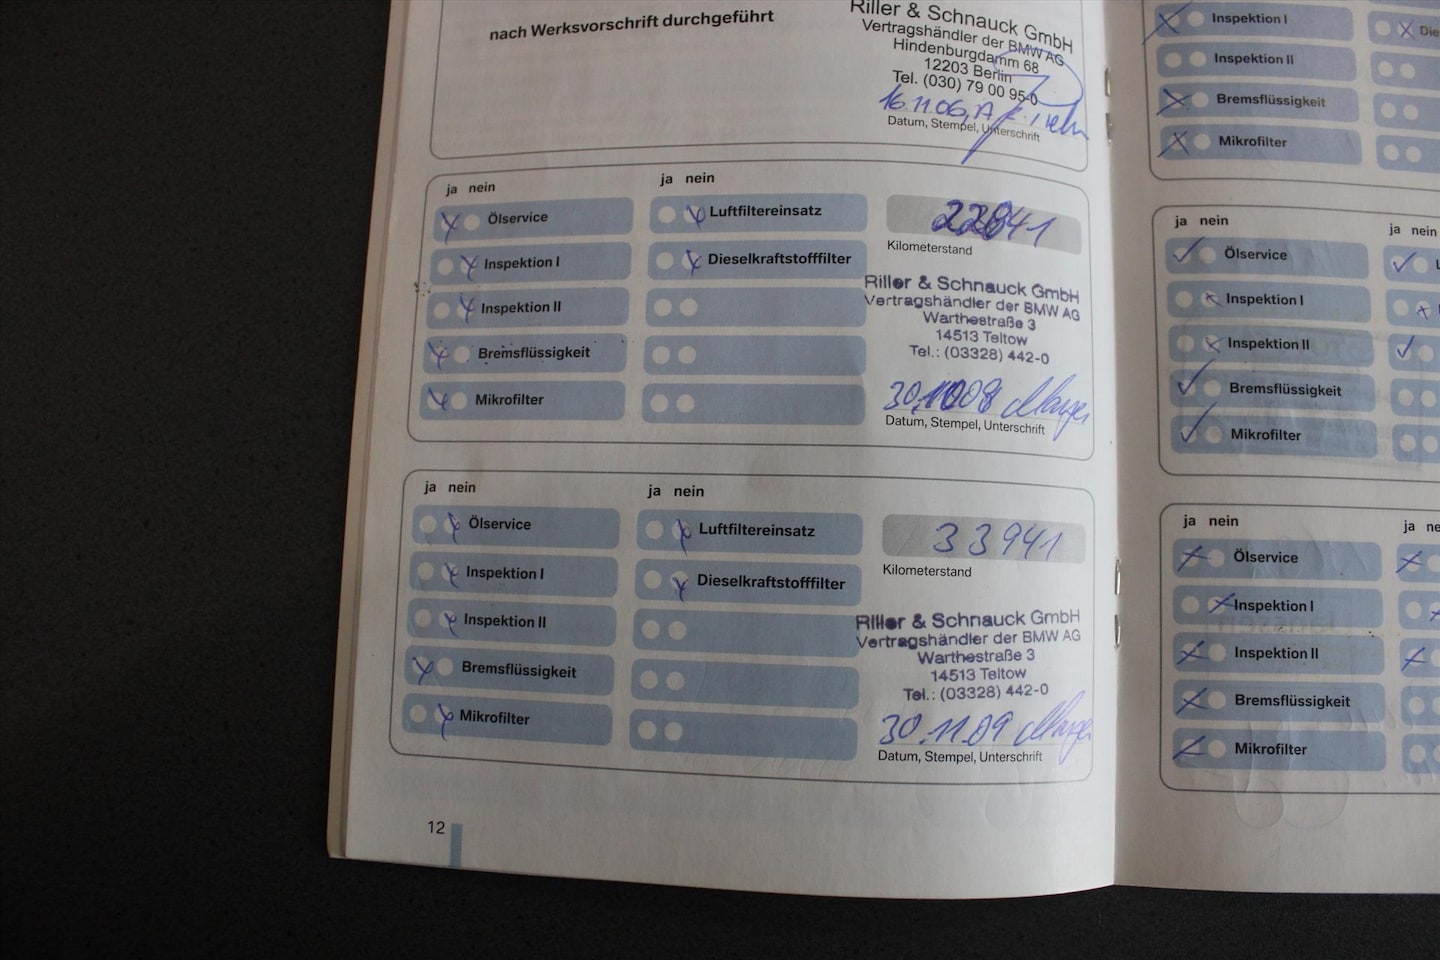 nach Werksvorschrift durchgeführt
Riller & Schnauck GmbH
Vertragshändler der BMW AG
Hindenburgdamm 68
12203 Berlin
Tel. (030) 79 00 95-0
16.11.06,
Datum, Stempel, Unterschrift
ja nein
ja nein
Ölservice
Luftfiltereinsatz
Inspektion I
Dieselkraftstofffilter
Inspektion II
Bremsflüssigkeit
Mikrofilter
22841
Kilometerstand
Riller & Schnauck GmbH
Vertragshändler der BMW AG
Warthestraße 3
14513 Teltow
Tel.: (03328) 442-0
Datum, Stempel, Unterschrift
ja nein
ja nein
Ölservice
Luftfiltereinsatz
Inspektion I
Dieselkraftstofffilter
Inspektion II
Bremsflüssigkeit
Mikrofilter
33941
Kilometerstand
Riller & Schnauck GmbH
Vertragshändler der BMW AG
Warthestraße 3
14513 Teltow
Tel.: (03328) 442-0
30.11.09
Datum, Stempel, Unterschrift
12
Inspektion I
Die
Inspektion II
Bremsflüssigkeit
Mikrofilter
ja nein
ja nein
Ölservice
L
Inspektion I
Inspektion II
Bremsflüssigkeit
Mikrofilter
ja nein
ja ne
Ölservice
Inspektion I
Inspektion II
Bremsflüssigkeit
Mikrofilter